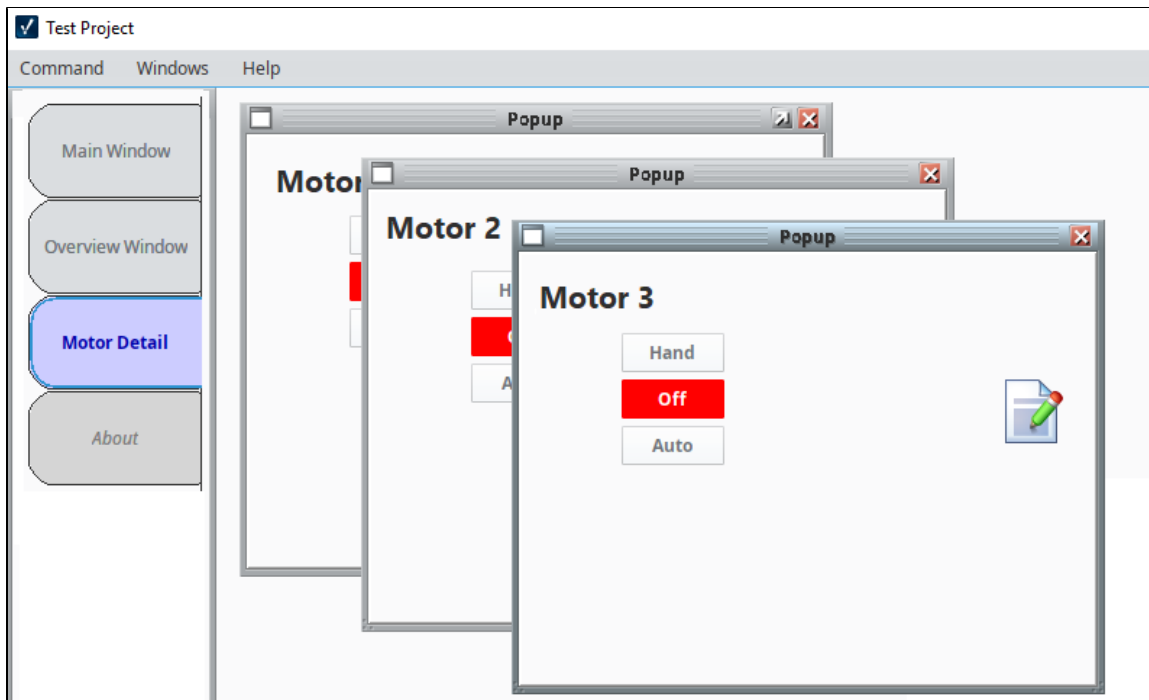 Test Project
Command Windows Help
Main Window
Overview Window
Motor Detail
About
Popup
Motor
Popup
Motor 2
H
A
Popup
Motor 3
Hand
Off
Auto